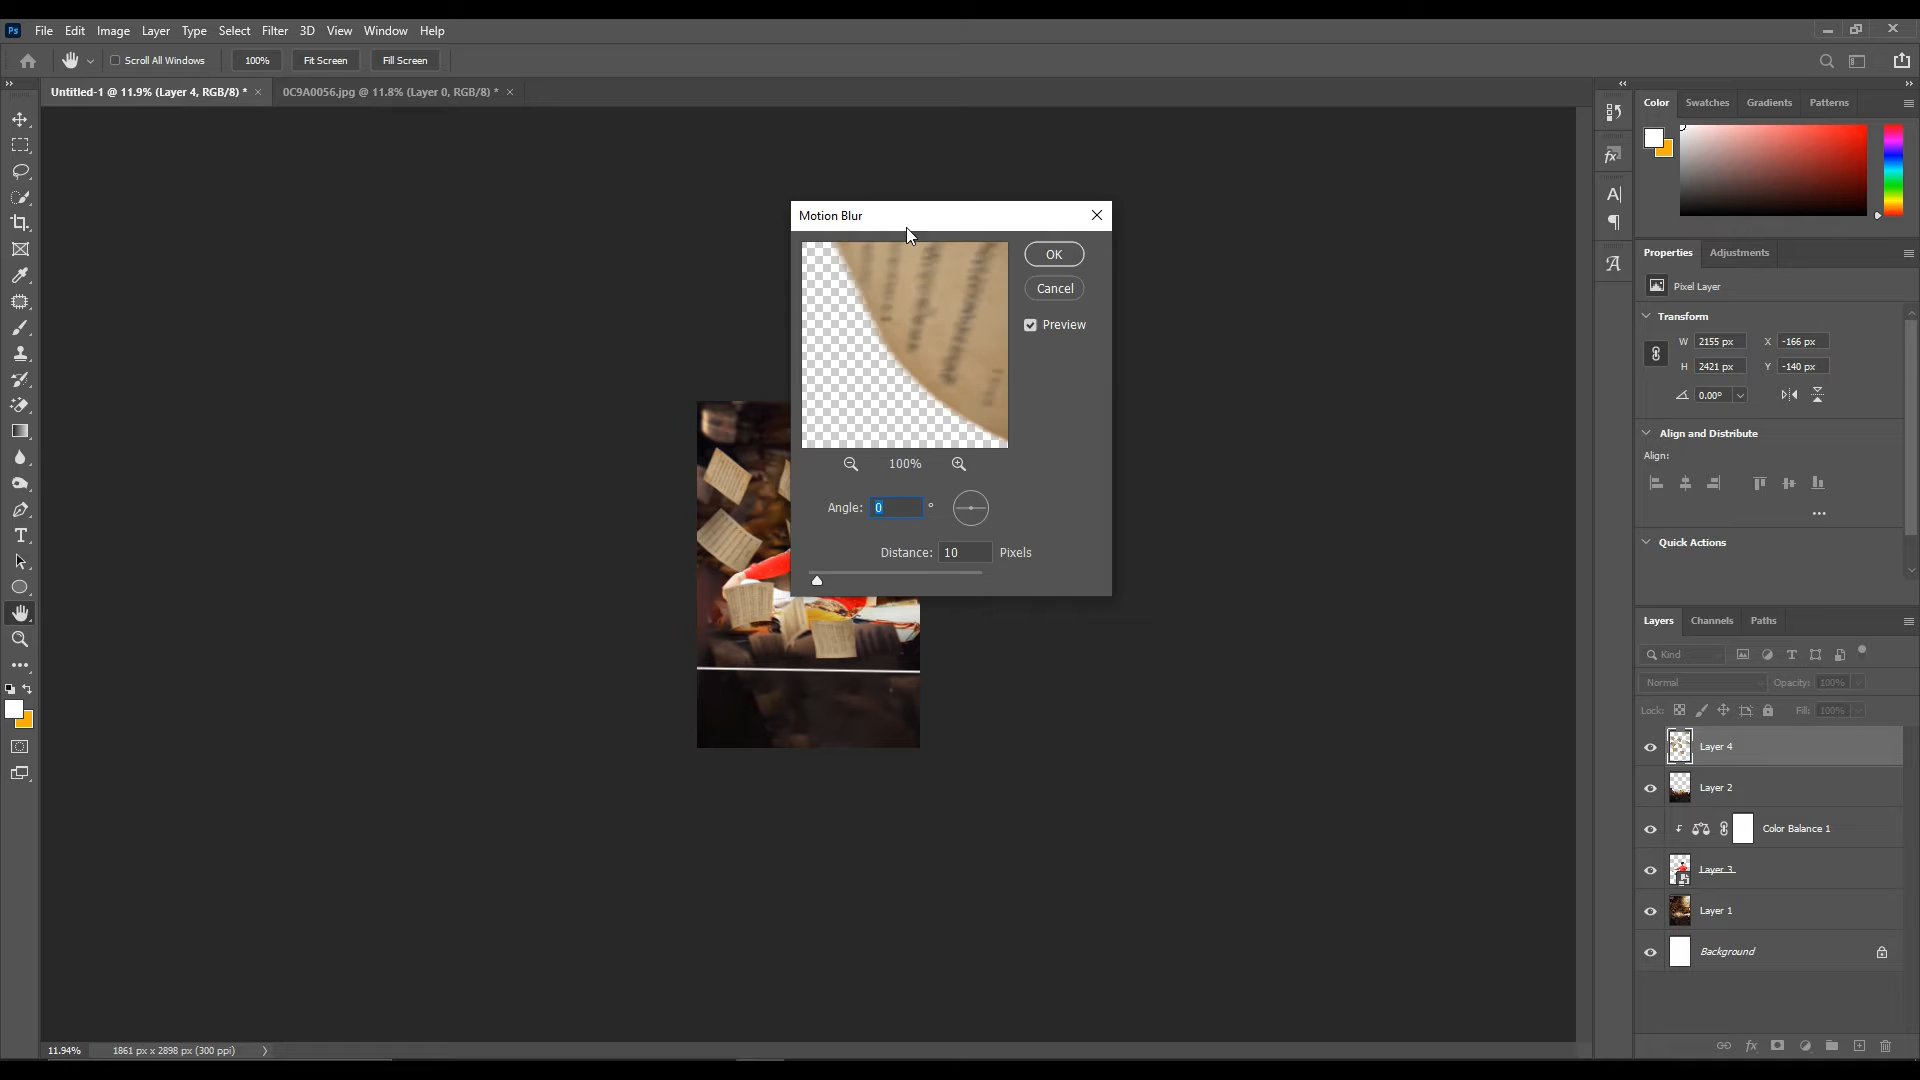 Ps File Edit Image Layer Type Select Filter 3D View Window Help
Scroll All Windows 100% Fit Screen Fill Screen
Untitled-1 @ 11.9% (Layer 4, RGB/8) * × 0C9A0056.jpg @ 11.8% (Layer 0, RGB/8) * ×
Motion Blur
OK
Cancel
Preview
100%
Angle: 0 °
Distance: 10 Pixels
Color Swatches Gradients Patterns
Properties Adjustments
Pixel Layer
Transform
W 2155 px X -166 px
H 2421 px Y -140 px
0.00°
Align and Distribute
Align:
Quick Actions
Layers Channels Paths
Kind
Normal Opacity: 100%
Lock: Fill: 100%
Layer 4
Layer 2
Color Balance 1
Layer 3
Layer 1
Background
11.94% 1861 px x 2898 px (300 ppi)